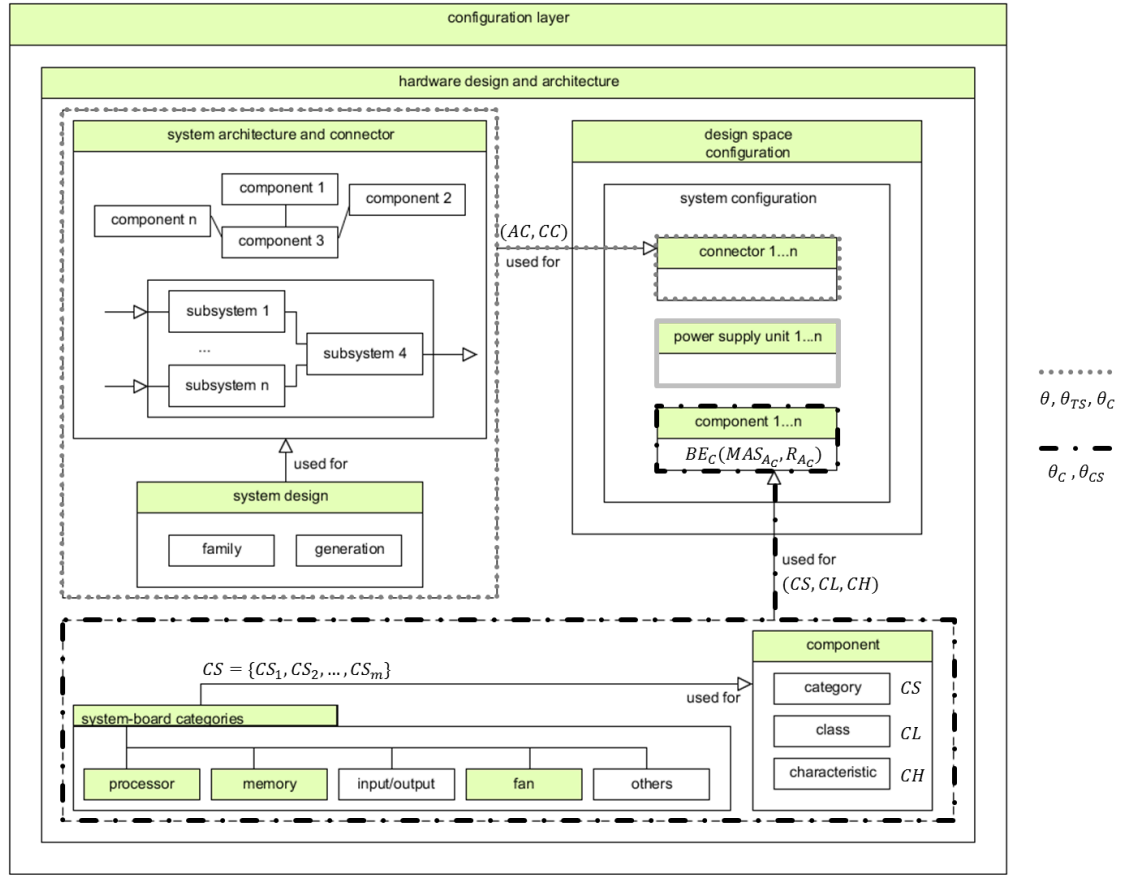 configuration layer
hardware design and architecture
system architecture and connector
component 1
component 2
component n
component 3
subsystem 1
...
subsystem 4
subsystem n
used for
system design
family
generation
(AC, CC)
used for
design space
configuration
system configuration
connector 1...n
power supply unit 1...n
component 1...n
BE_C(MAS_{A_C}, R_{A_C})
used for
(CS, CL, CH)
θ, θ_{TS}, θ_C
θ_C, θ_{CS}
CS = {CS_1, CS_2, ..., CS_m}
used for
system-board categories
processor
memory
input/output
fan
others
component
category CS
class CL
characteristic CH